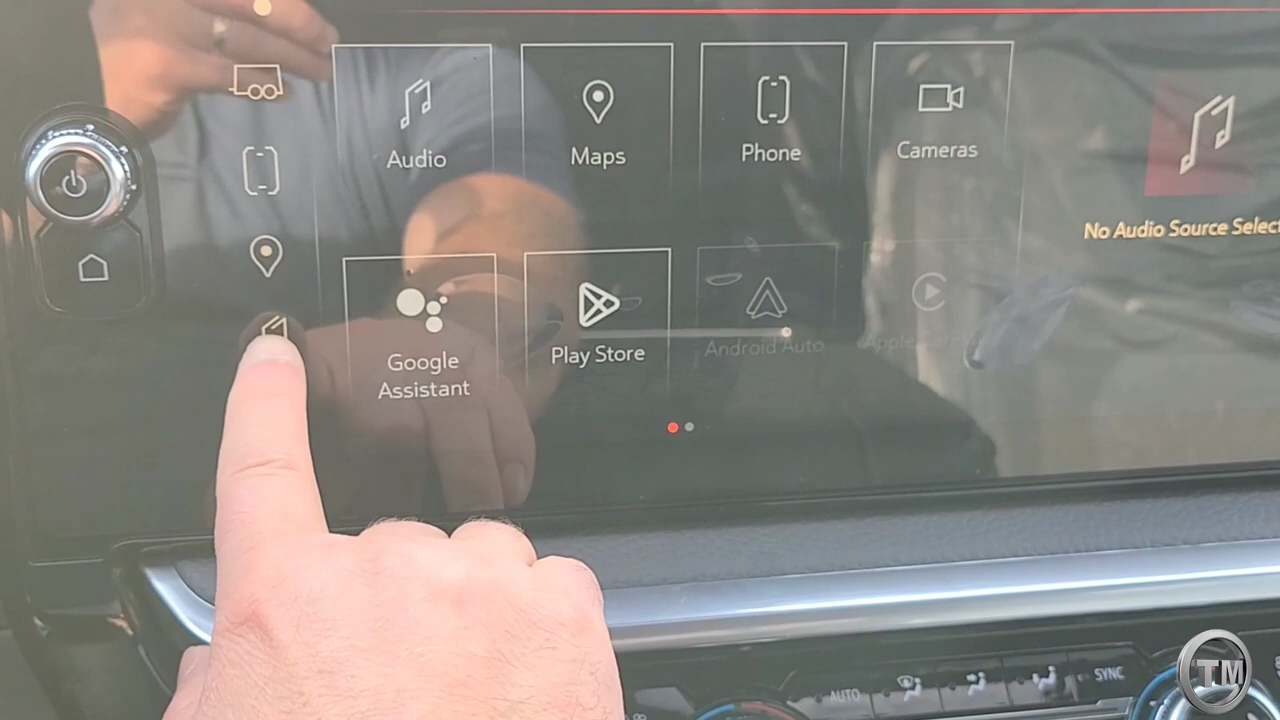 Audio
Maps
Phone
Cameras
No Audio Source Select
Google
Assistant
Play Store
Android Auto
Apple CarPlay
AUTO
SYNC
TM